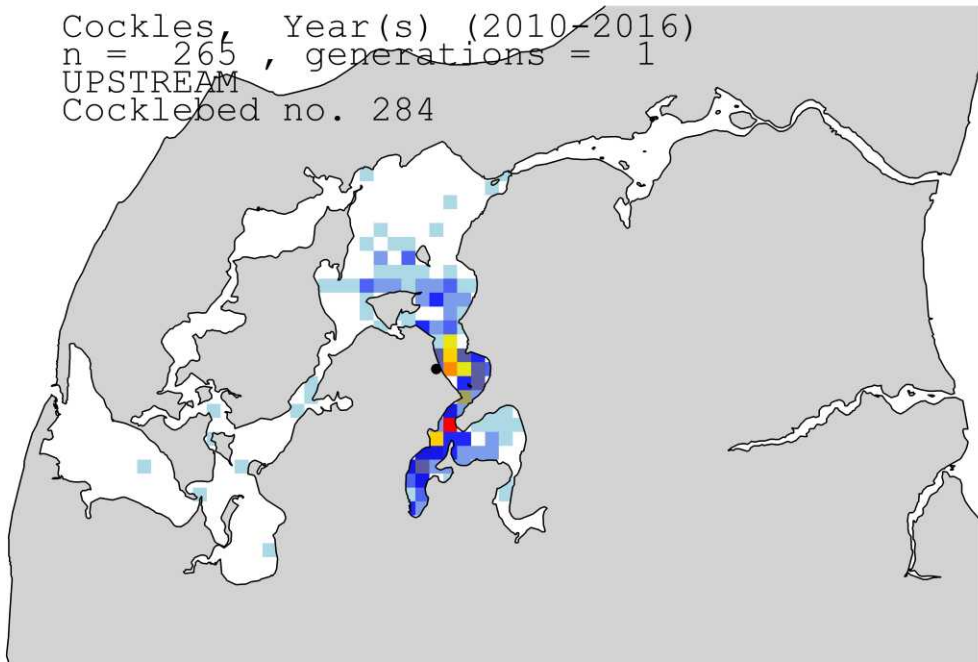 Cockles, Year(s) (2010-2016)
n = 265 , generations = 1
UPSTREAM
Cocklebed no. 284